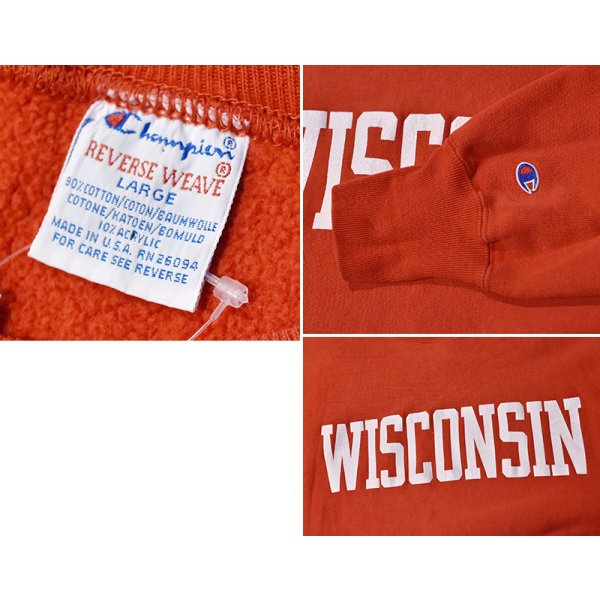 Champion®
REVERSE WEAVE®
LARGE
90% COTTON/COTON/BAUMWOLLE
COTONE/KATOEN/BOMULD
10% ACRYLIC
MADE IN U.S.A. RN26094
FOR CARE SEE REVERSE
WISCON
WISCONSIN